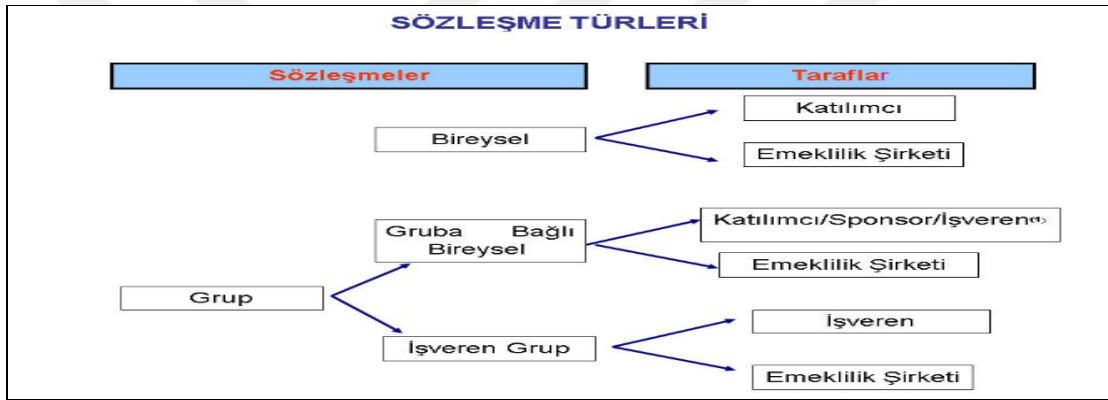 SÖZLEŞME TÜRLERİ
Sözleşmeler
Taraflar
Bireysel
Katılımcı
Emeklilik Şirketi
Grup
Gruba Bağlı
Bireysel
Katılımcı/Sponsor/İşveren(1)
Emeklilik Şirketi
İşveren Grup
İşveren
Emeklilik Şirketi